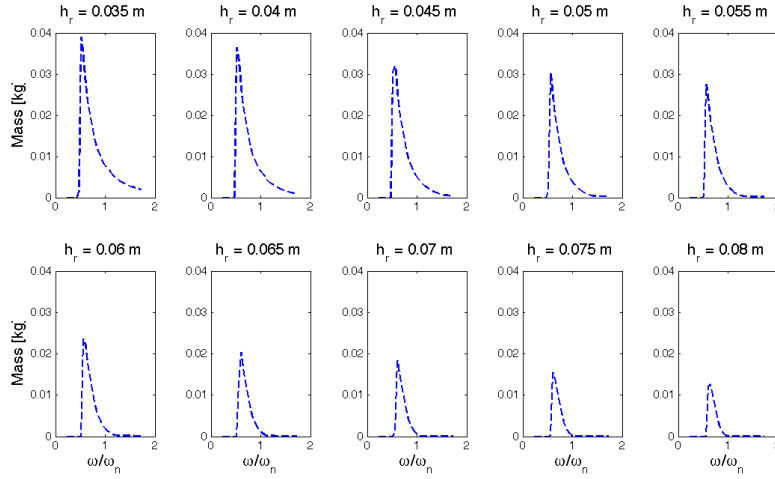 h_r = 0.035 m
h_r = 0.04 m
h_r = 0.045 m
h_r = 0.05 m
h_r = 0.055 m
Mass [kg]
0.04
0.03
0.02
0.01
0
0 1 2
0.04
0.03
0.02
0.01
0
0 1 2
0.04
0.03
0.02
0.01
0
0 1 2
0.04
0.03
0.02
0.01
0
0 1 2
0.04
0.03
0.02
0.01
0
0 1 2
h_r = 0.06 m
h_r = 0.065 m
h_r = 0.07 m
h_r = 0.075 m
h_r = 0.08 m
Mass [kg]
0.04
0.03
0.02
0.01
0
0 1 2
ω/ω_n
0.04
0.03
0.02
0.01
0
0 1 2
ω/ω_n
0.04
0.03
0.02
0.01
0
0 1 2
ω/ω_n
0.04
0.03
0.02
0.01
0
0 1 2
ω/ω_n
0.04
0.03
0.02
0.01
0
0 1 2
ω/ω_n